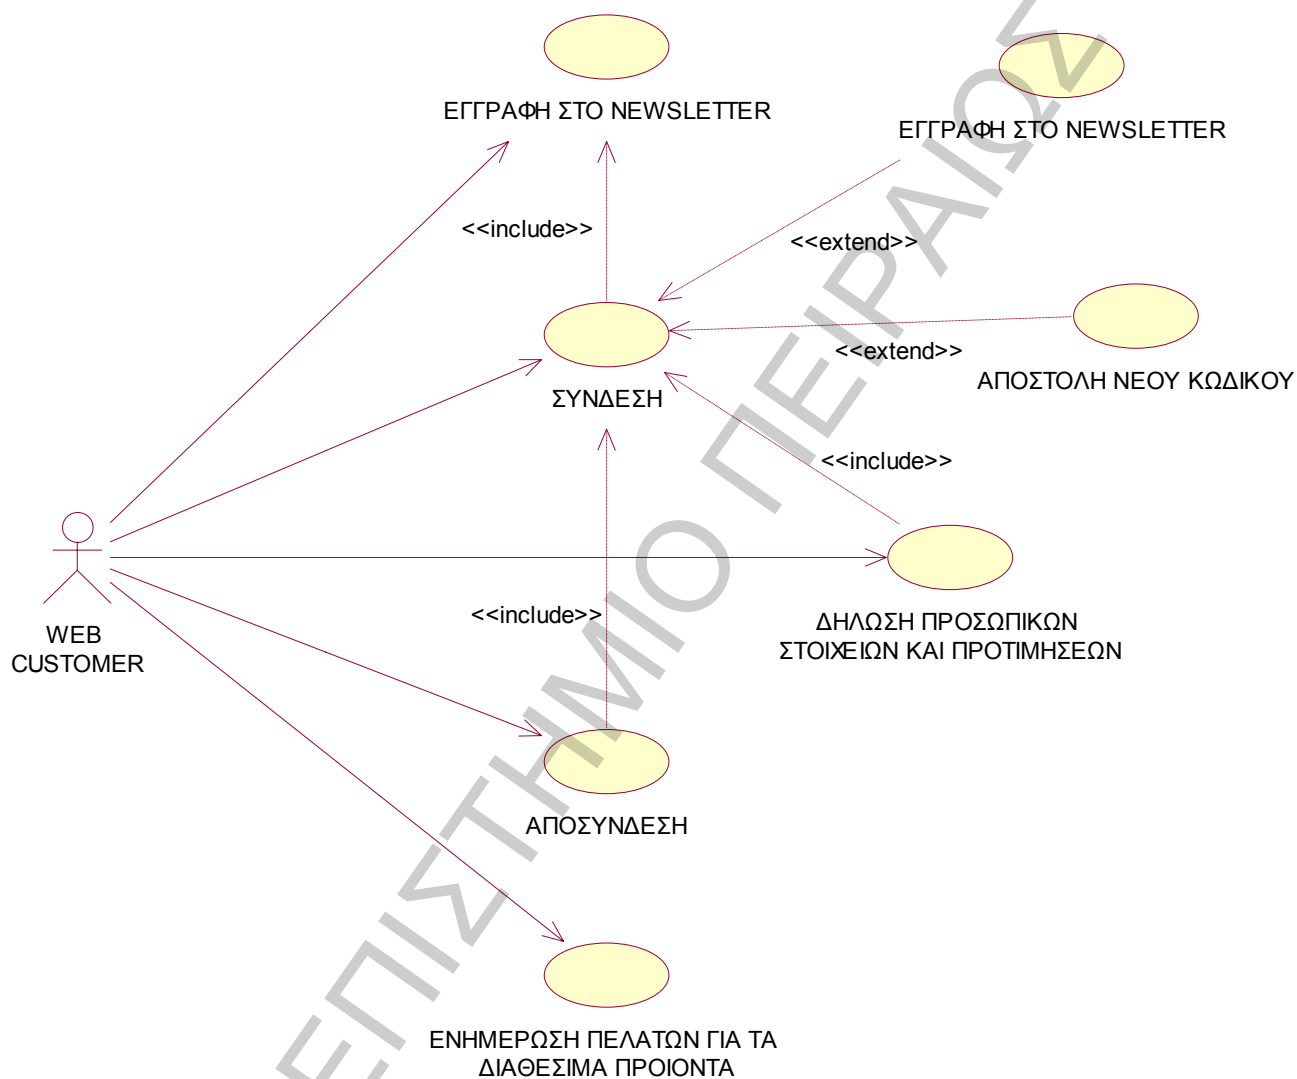 ΕΓΓΡΑΦΗ ΣΤΟ NEWSLETTER
ΕΓΓΡΑΦΗ ΣΤΟ NEWSLETTER
<<include>>
<<extend>>
<<extend>>
ΑΠΟΣΤΟΛΗ ΝΕΟΥ ΚΩΔΙΚΟΥ
ΣΥΝΔΕΣΗ
<<include>>
<<include>>
WEB
CUSTOMER
ΔΗΛΩΣΗ ΠΡΟΣΩΠΙΚΩΝ
ΣΤΟΙΧΕΙΩΝ ΚΑΙ ΠΡΟΤΙΜΗΣΕΩΝ
ΑΠΟΣΥΝΔΕΣΗ
ΕΝΗΜΕΡΩΣΗ ΠΕΛΑΤΩΝ ΓΙΑ ΤΑ
ΔΙΑΘΕΣΙΜΑ ΠΡΟΙΟΝΤΑ
ΕΠΙΣΤΗΜΙΟ ΠΕΙΡΑΙΩΣ